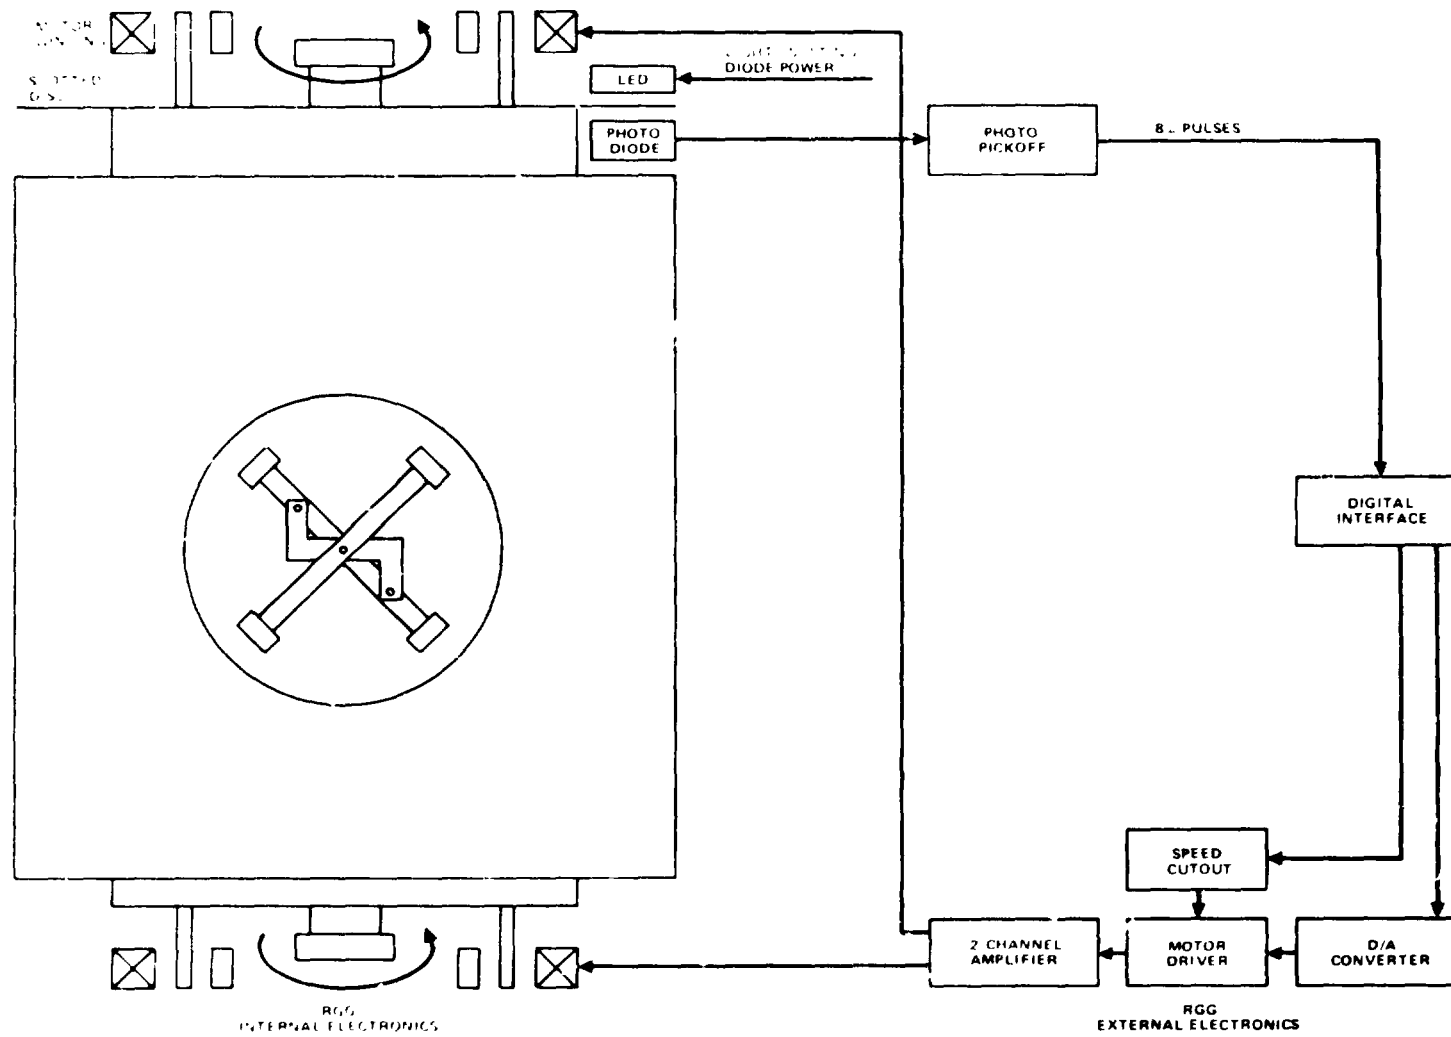 MOTOR
LED
DIODE POWER
PHOTO
DIODE
PHOTO
PICKOFF
PULSES
DIGITAL
INTERFACE
SPEED
CUTOUT
2 CHANNEL
AMPLIFIER
MOTOR
DRIVER
D/A
CONVERTER
RGG
INTERNAL ELECTRONICS
RGG
EXTERNAL ELECTRONICS